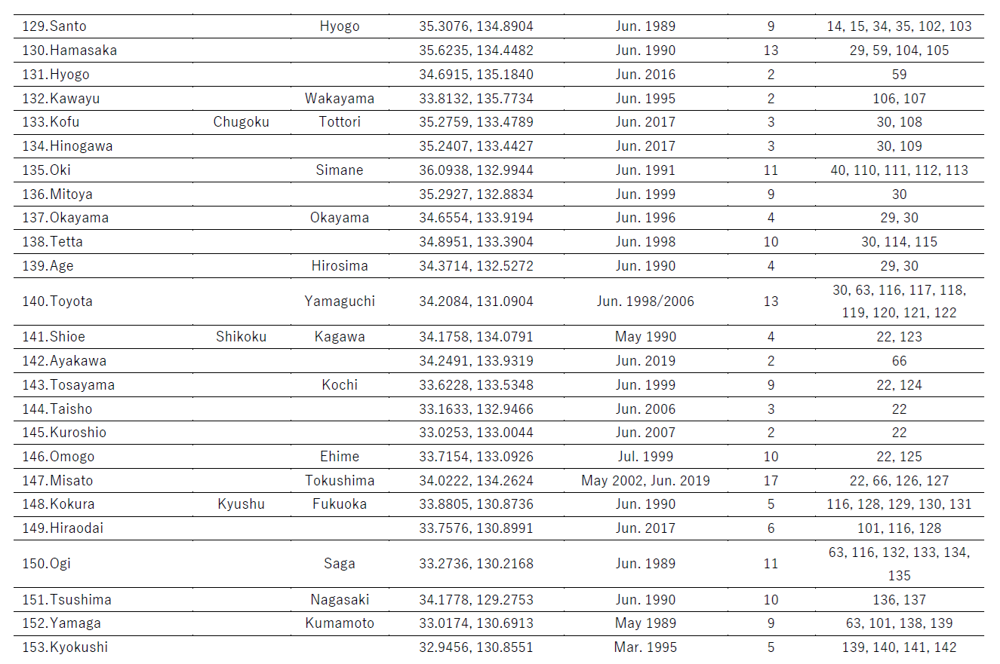 129.Santo Hyogo 35.3076, 134.8904 Jun. 1989 9 14, 15, 34, 35, 102, 103
130.Hamasaka 35.6235, 134.4482 Jun. 1990 13 29, 59, 104, 105
131.Hyogo 34.6915, 135.1840 Jun. 2016 2 59
132.Kawayu Wakayama 33.8132, 135.7734 Jun. 1995 2 106, 107
133.Kofu Chugoku Tottori 35.2759, 133.4789 Jun. 2017 3 30, 108
134.Hinogawa 35.2407, 133.4427 Jun. 2017 3 30, 109
135.Oki Simane 36.0938, 132.9944 Jun. 1991 11 40, 110, 111, 112, 113
136.Mitoya 35.2927, 132.8834 Jun. 1999 9 30
137.Okayama Okayama 34.6554, 133.9194 Jun. 1996 4 29, 30
138.Tetta 34.8951, 133.3904 Jun. 1998 10 30, 114, 115
139.Age Hirosima 34.3714, 132.5272 Jun. 1990 4 29, 30
140.Toyota Yamaguchi 34.2084, 131.0904 Jun. 1998/2006 13 30, 63, 116, 117, 118,
119, 120, 121, 122
141.Shioe Shikoku Kagawa 34.1758, 134.0791 May 1990 4 22, 123
142.Ayakawa 34.2491, 133.9319 Jun. 2019 2 66
143.Tosayama Kochi 33.6228, 133.5348 Jun. 1999 9 22, 124
144.Taisho 33.1633, 132.9466 Jun. 2006 3 22
145.Kuroshio 33.0253, 133.0044 Jun. 2007 2 22
146.Omogo Ehime 33.7154, 133.0926 Jul. 1999 10 22, 125
147.Misato Tokushima 34.0222, 134.2624 May 2002, Jun. 2019 17 22, 66, 126, 127
148.Kokura Kyushu Fukuoka 33.8805, 130.8736 Jun. 1990 5 116, 128, 129, 130, 131
149.Hiraodai 33.7576, 130.8991 Jun. 2017 6 101, 116, 128
150.Ogi Saga 33.2736, 130.2168 Jun. 1989 11 63, 116, 132, 133, 134,
135
151.Tsushima Nagasaki 34.1778, 129.2753 Jun. 1990 10 136, 137
152.Yamaga Kumamoto 33.0174, 130.6913 May 1989 9 63, 101, 138, 139
153.Kyokushi 32.9456, 130.8551 Mar. 1995 5 139, 140, 141, 142